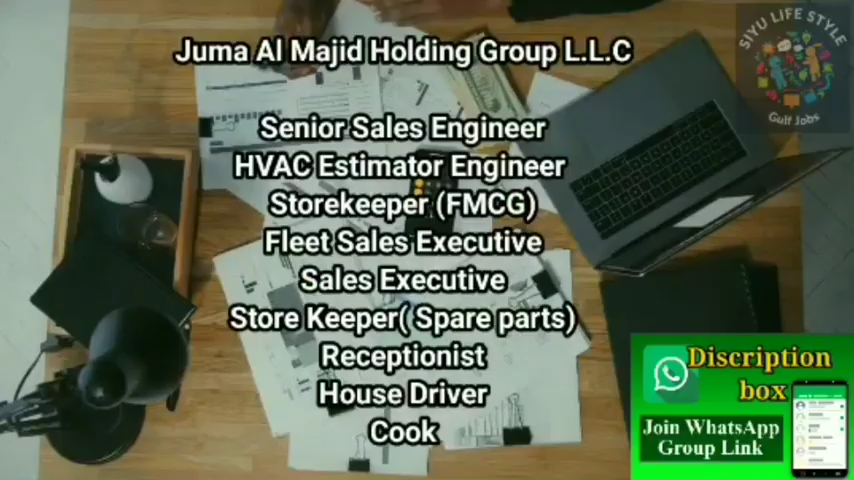 Juma Al Majid Holding Group L.L.C
SIYU LIFE STYLE
Gulf Jobs
Senior Sales Engineer
HVAC Estimator Engineer
Storekeeper (FMCG)
Fleet Sales Executive
Sales Executive
Store Keeper( Spare parts)
Receptionist
House Driver
Cook
Discription
box
Join WhatsApp
Group Link